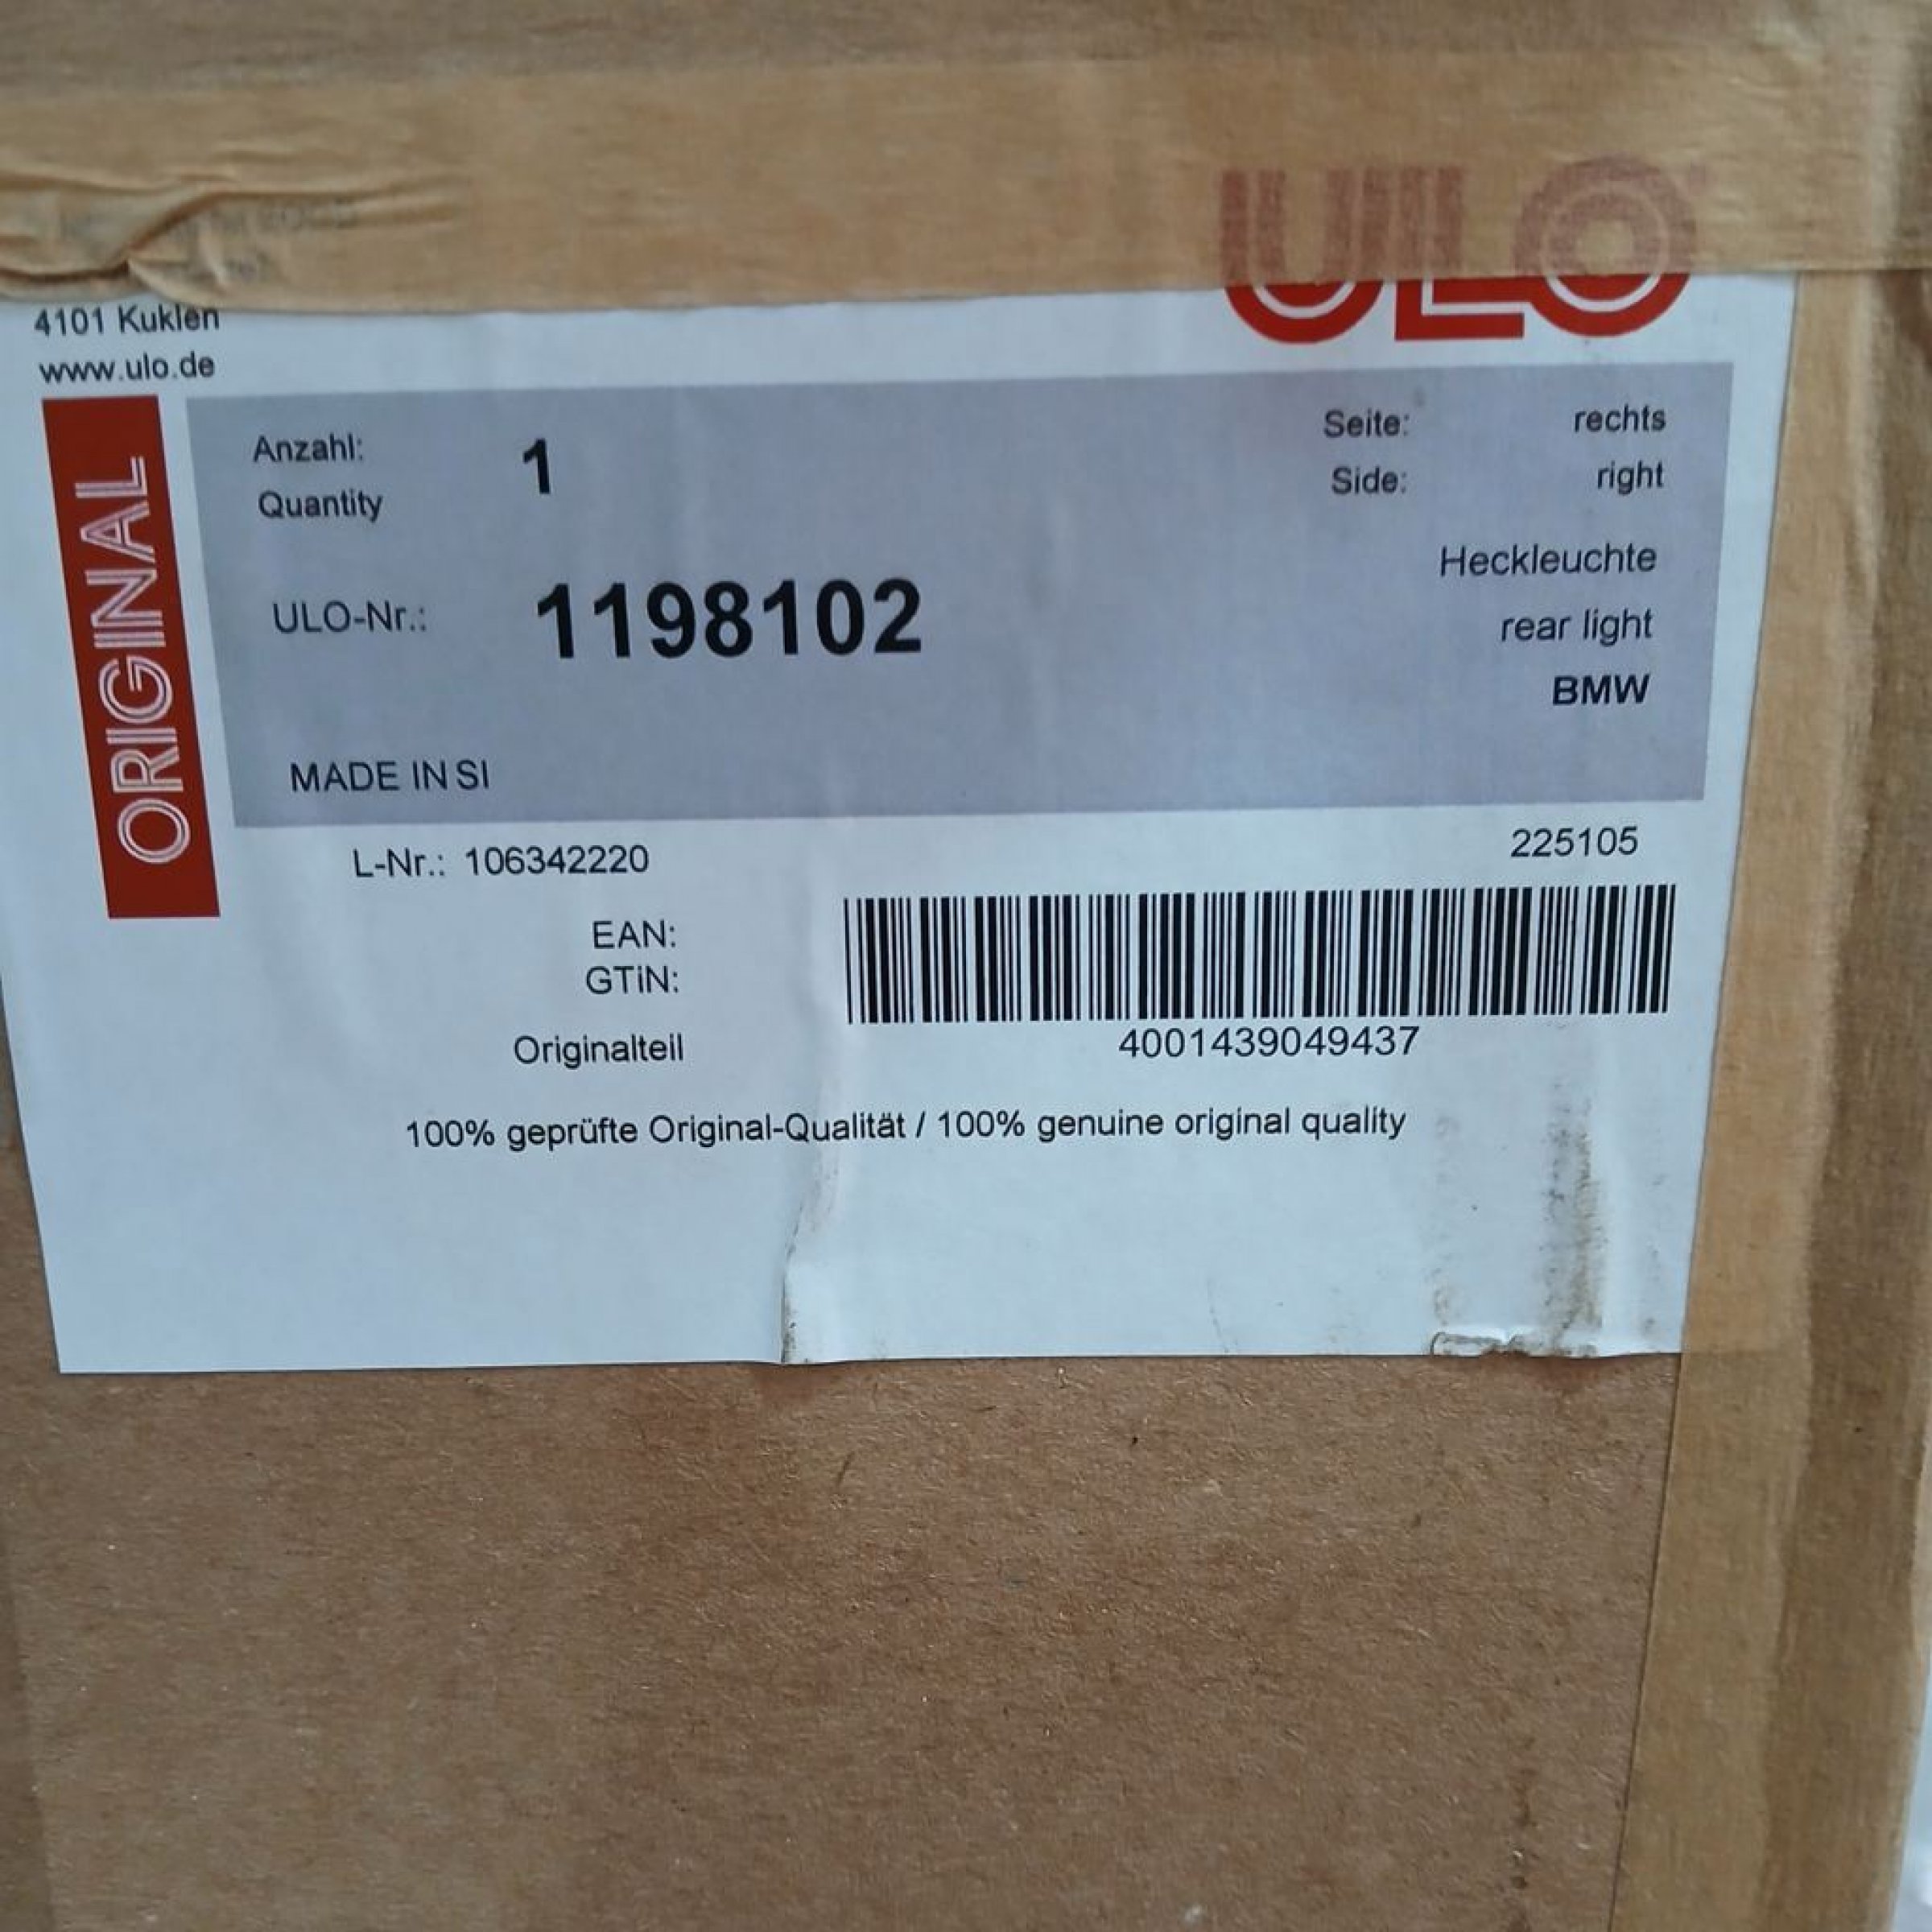 ULO
4101 Kuklen
www.ulo.de
ORIGINAL
Anzahl: 1
Quantity
Seite: rechts
Side: right
Heckleuchte
ULO-Nr.: 1198102
rear light
BMW
MADE IN SI
L-Nr.: 106342220
225105
EAN:
GTiN:
Originalteil
4001439049437
100% geprüfte Original-Qualität / 100% genuine original quality